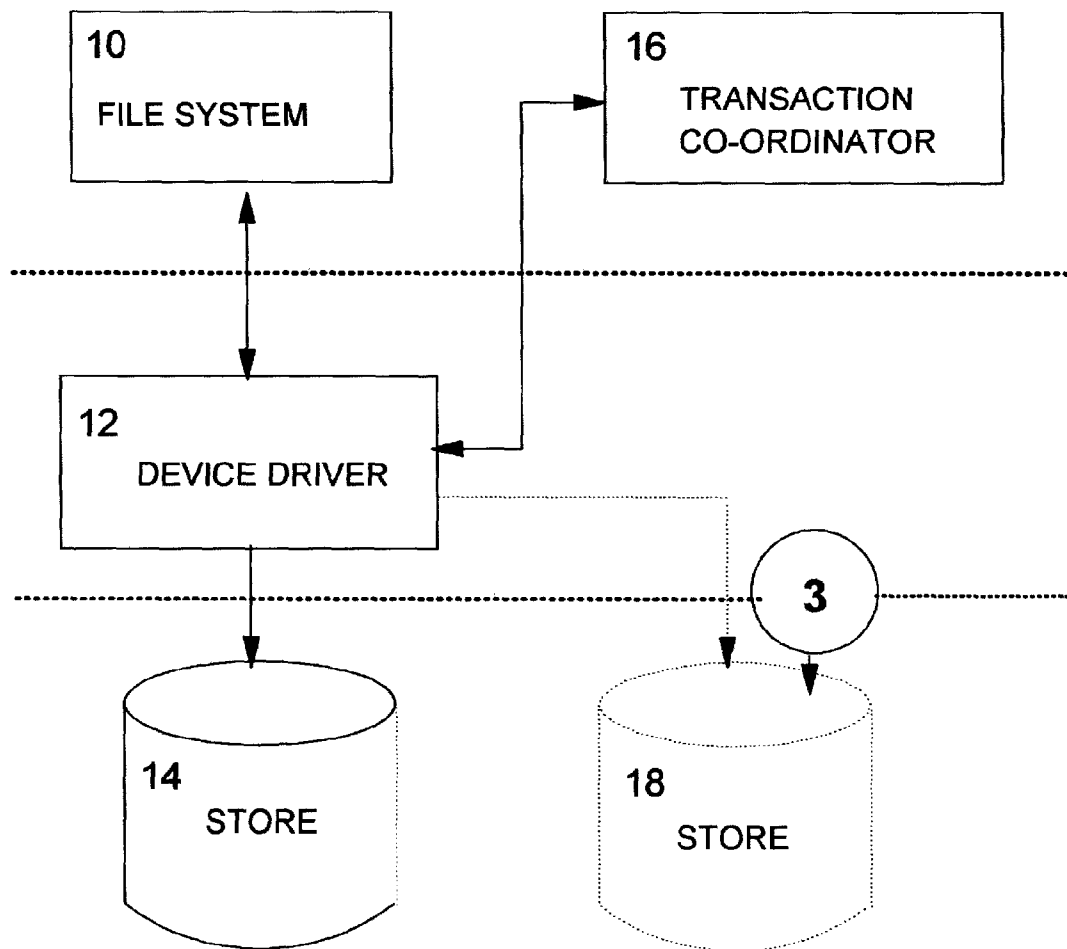 10
FILE SYSTEM
16
TRANSACTION
CO-ORDINATOR
12
DEVICE DRIVER
3
14
STORE
18
STORE